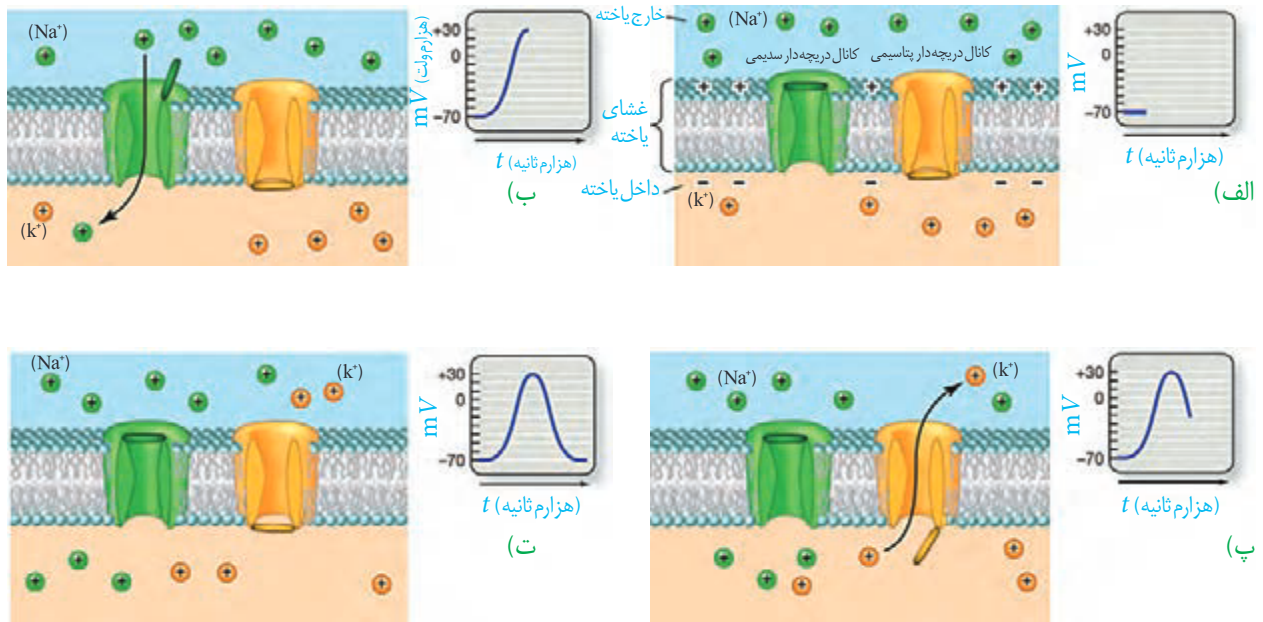 خارج یاخته
(Na⁺)
کانال دریچه‌دار سدیمی
کانال دریچه‌دار پتاسیمی
غشای
یاخته
داخل یاخته
(k⁺)
mV
+30
0
−70
t (هزارم ثانیه)
الف)
(Na⁺)
(k⁺)
mV (هزارم ولت)
+30
0
−70
t (هزارم ثانیه)
ب)
(Na⁺)
(k⁺)
mV
+30
0
−70
t (هزارم ثانیه)
پ)
(Na⁺)
(k⁺)
mV
+30
0
−70
t (هزارم ثانیه)
ت)